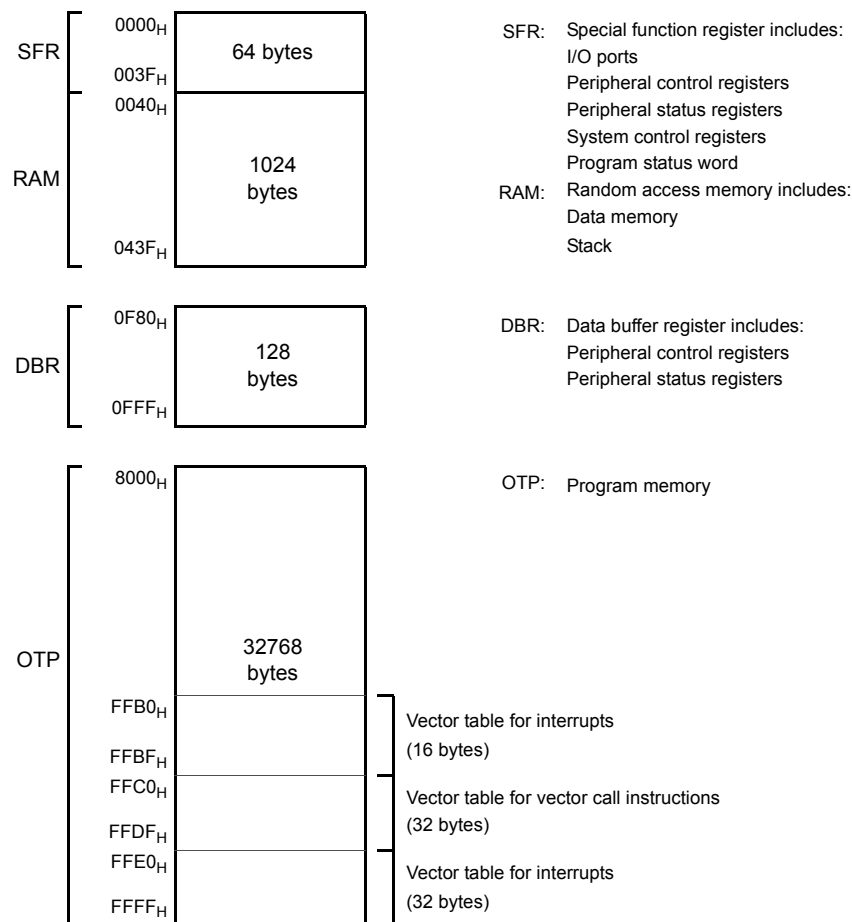 SFR
0000H
64 bytes
003FH
RAM
0040H
1024
bytes
043FH
DBR
0F80H
128
bytes
0FFFH
OTP
8000H
32768
bytes
FFB0H
FFBFH
Vector table for interrupts
(16 bytes)
FFC0H
FFDFH
Vector table for vector call instructions
(32 bytes)
FFE0H
FFFFH
Vector table for interrupts
(32 bytes)
SFR: Special function register includes:
I/O ports
Peripheral control registers
Peripheral status registers
System control registers
Program status word
RAM: Random access memory includes:
Data memory
Stack
DBR: Data buffer register includes:
Peripheral control registers
Peripheral status registers
OTP: Program memory